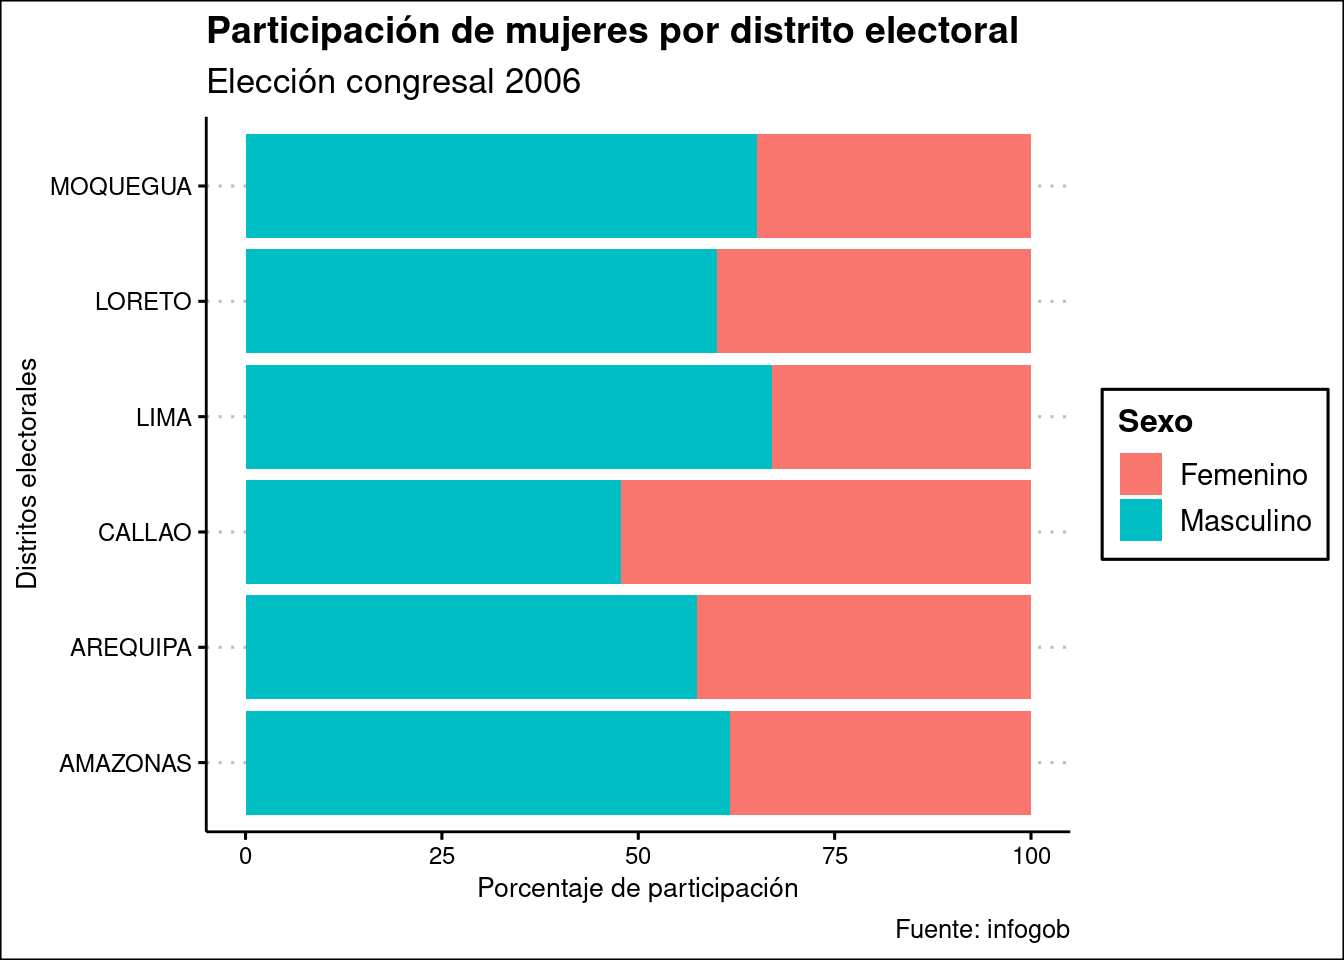 Participación de mujeres por distrito electoral
Elección congresal 2006
MOQUEGUA
LORETO
LIMA
CALLAO
AREQUIPA
AMAZONAS
Distritos electorales
0 25 50 75 100
Porcentaje de participación
Sexo
Femenino
Masculino
Fuente: infogob